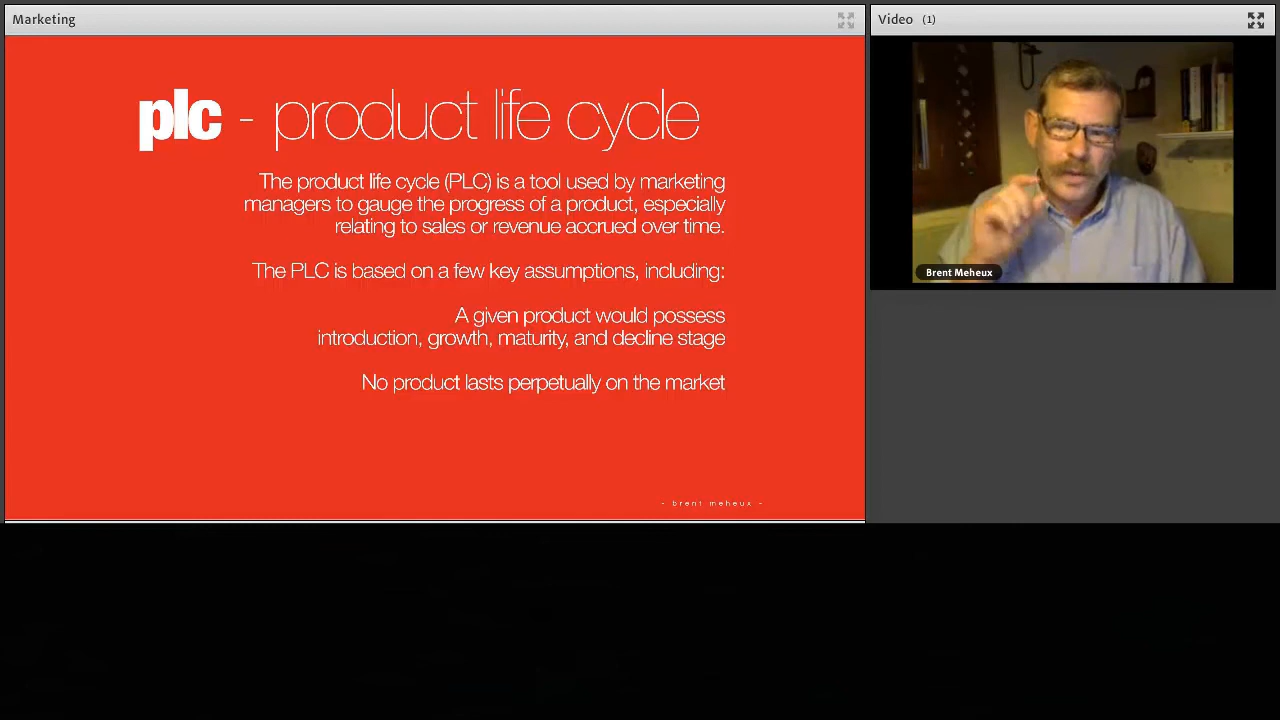 Marketing
Video (1)
plc - product life cycle
The product life cycle (PLC) is a tool used by marketing
managers to gauge the progress of a product, especially
relating to sales or revenue accrued over time.
The PLC is based on a few key assumptions, including:
A given product would possess
introduction, growth, maturity, and decline stage
No product lasts perpetually on the market
- brent meheux -
Brent Meheux